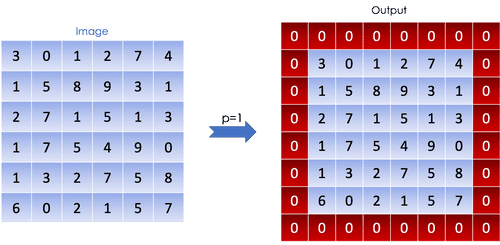 Image
3 0 1 2 7 4
1 5 8 9 3 1
2 7 1 5 1 3
1 7 5 4 9 0
1 3 2 7 5 8
6 0 2 1 5 7
p=1
Output
0 0 0 0 0 0 0 0
0 3 0 1 2 7 4 0
0 1 5 8 9 3 1 0
0 2 7 1 5 1 3 0
0 1 7 5 4 9 0 0
0 1 3 2 7 5 8 0
0 6 0 2 1 5 7 0
0 0 0 0 0 0 0 0